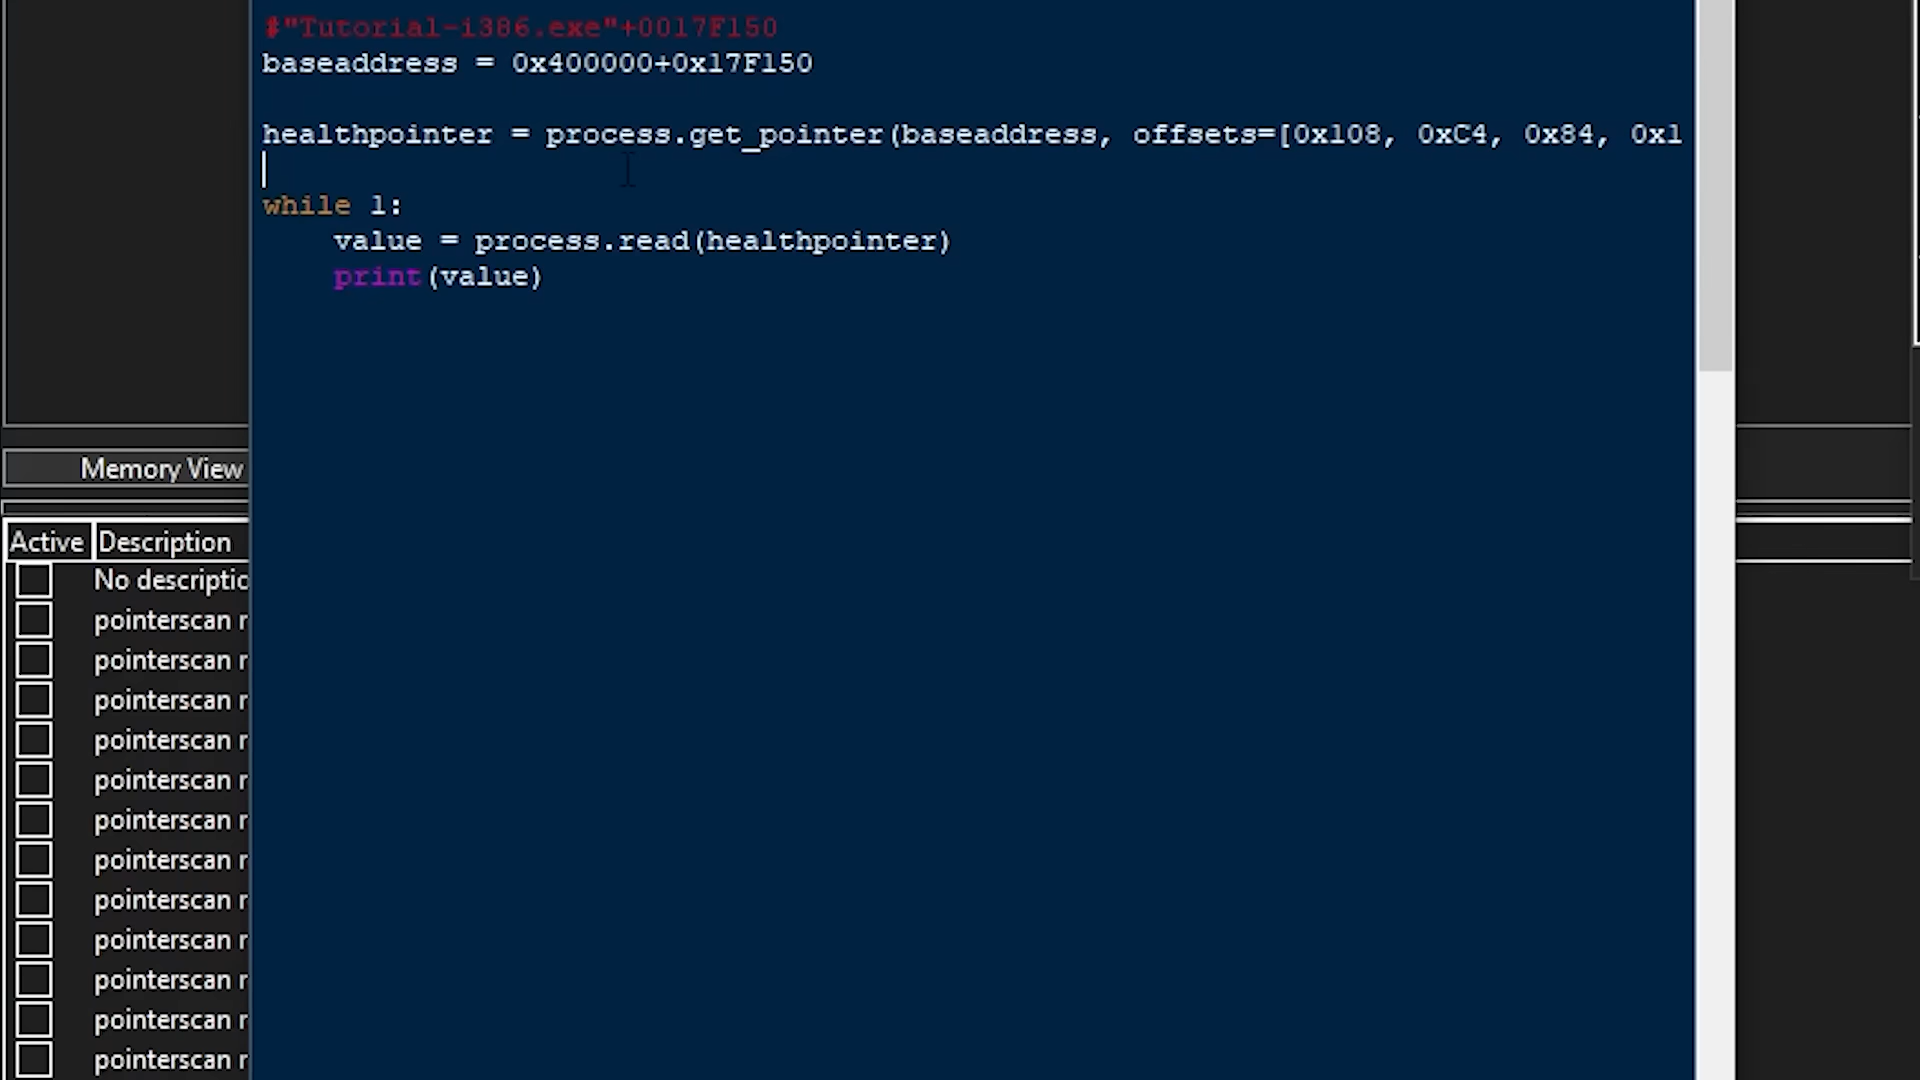 #"Tutorial-i386.exe"+0017F150
baseaddress = 0x400000+0x17F150
healthpointer = process.get_pointer(baseaddress, offsets=[0x108, 0xC4, 0x84, 0x1
while 1:
value = process.read(healthpointer)
print(value)
Memory View
Active Description
No descriptio
pointerscan r
pointerscan r
pointerscan r
pointerscan r
pointerscan r
pointerscan r
pointerscan r
pointerscan r
pointerscan r
pointerscan r
pointerscan r
pointerscan r